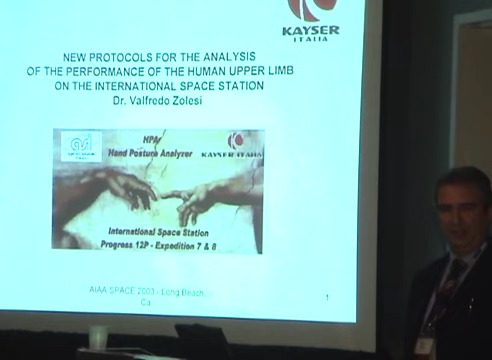 KAYSER
ITALIA
NEW PROTOCOLS FOR THE ANALYSIS
OF THE PERFORMANCE OF THE HUMAN UPPER LIMB
ON THE INTERNATIONAL SPACE STATION
Dr. Valfredo Zolesi
HPA
Hand Posture Analyzer
KAYSER ITALIA
International Space Station
Progress 12P - Expedition 7 & 8
AIAA SPACE 2003 - Long Beach,
Ca
1